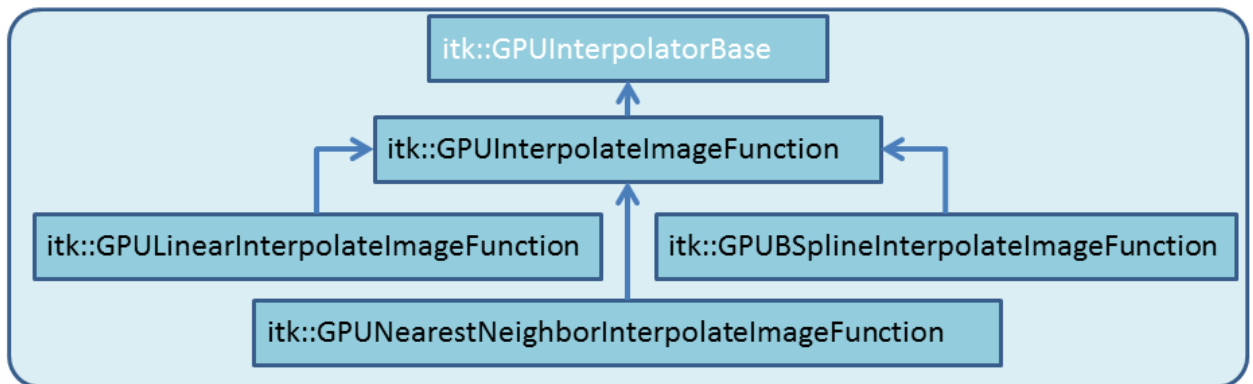 itk::GPUInterpolatorBase
itk::GPUInterpolateImageFunction
itk::GPULinearInterpolateImageFunction
itk::GPUBSplineInterpolateImageFunction
itk::GPUNearestNeighborInterpolateImageFunction